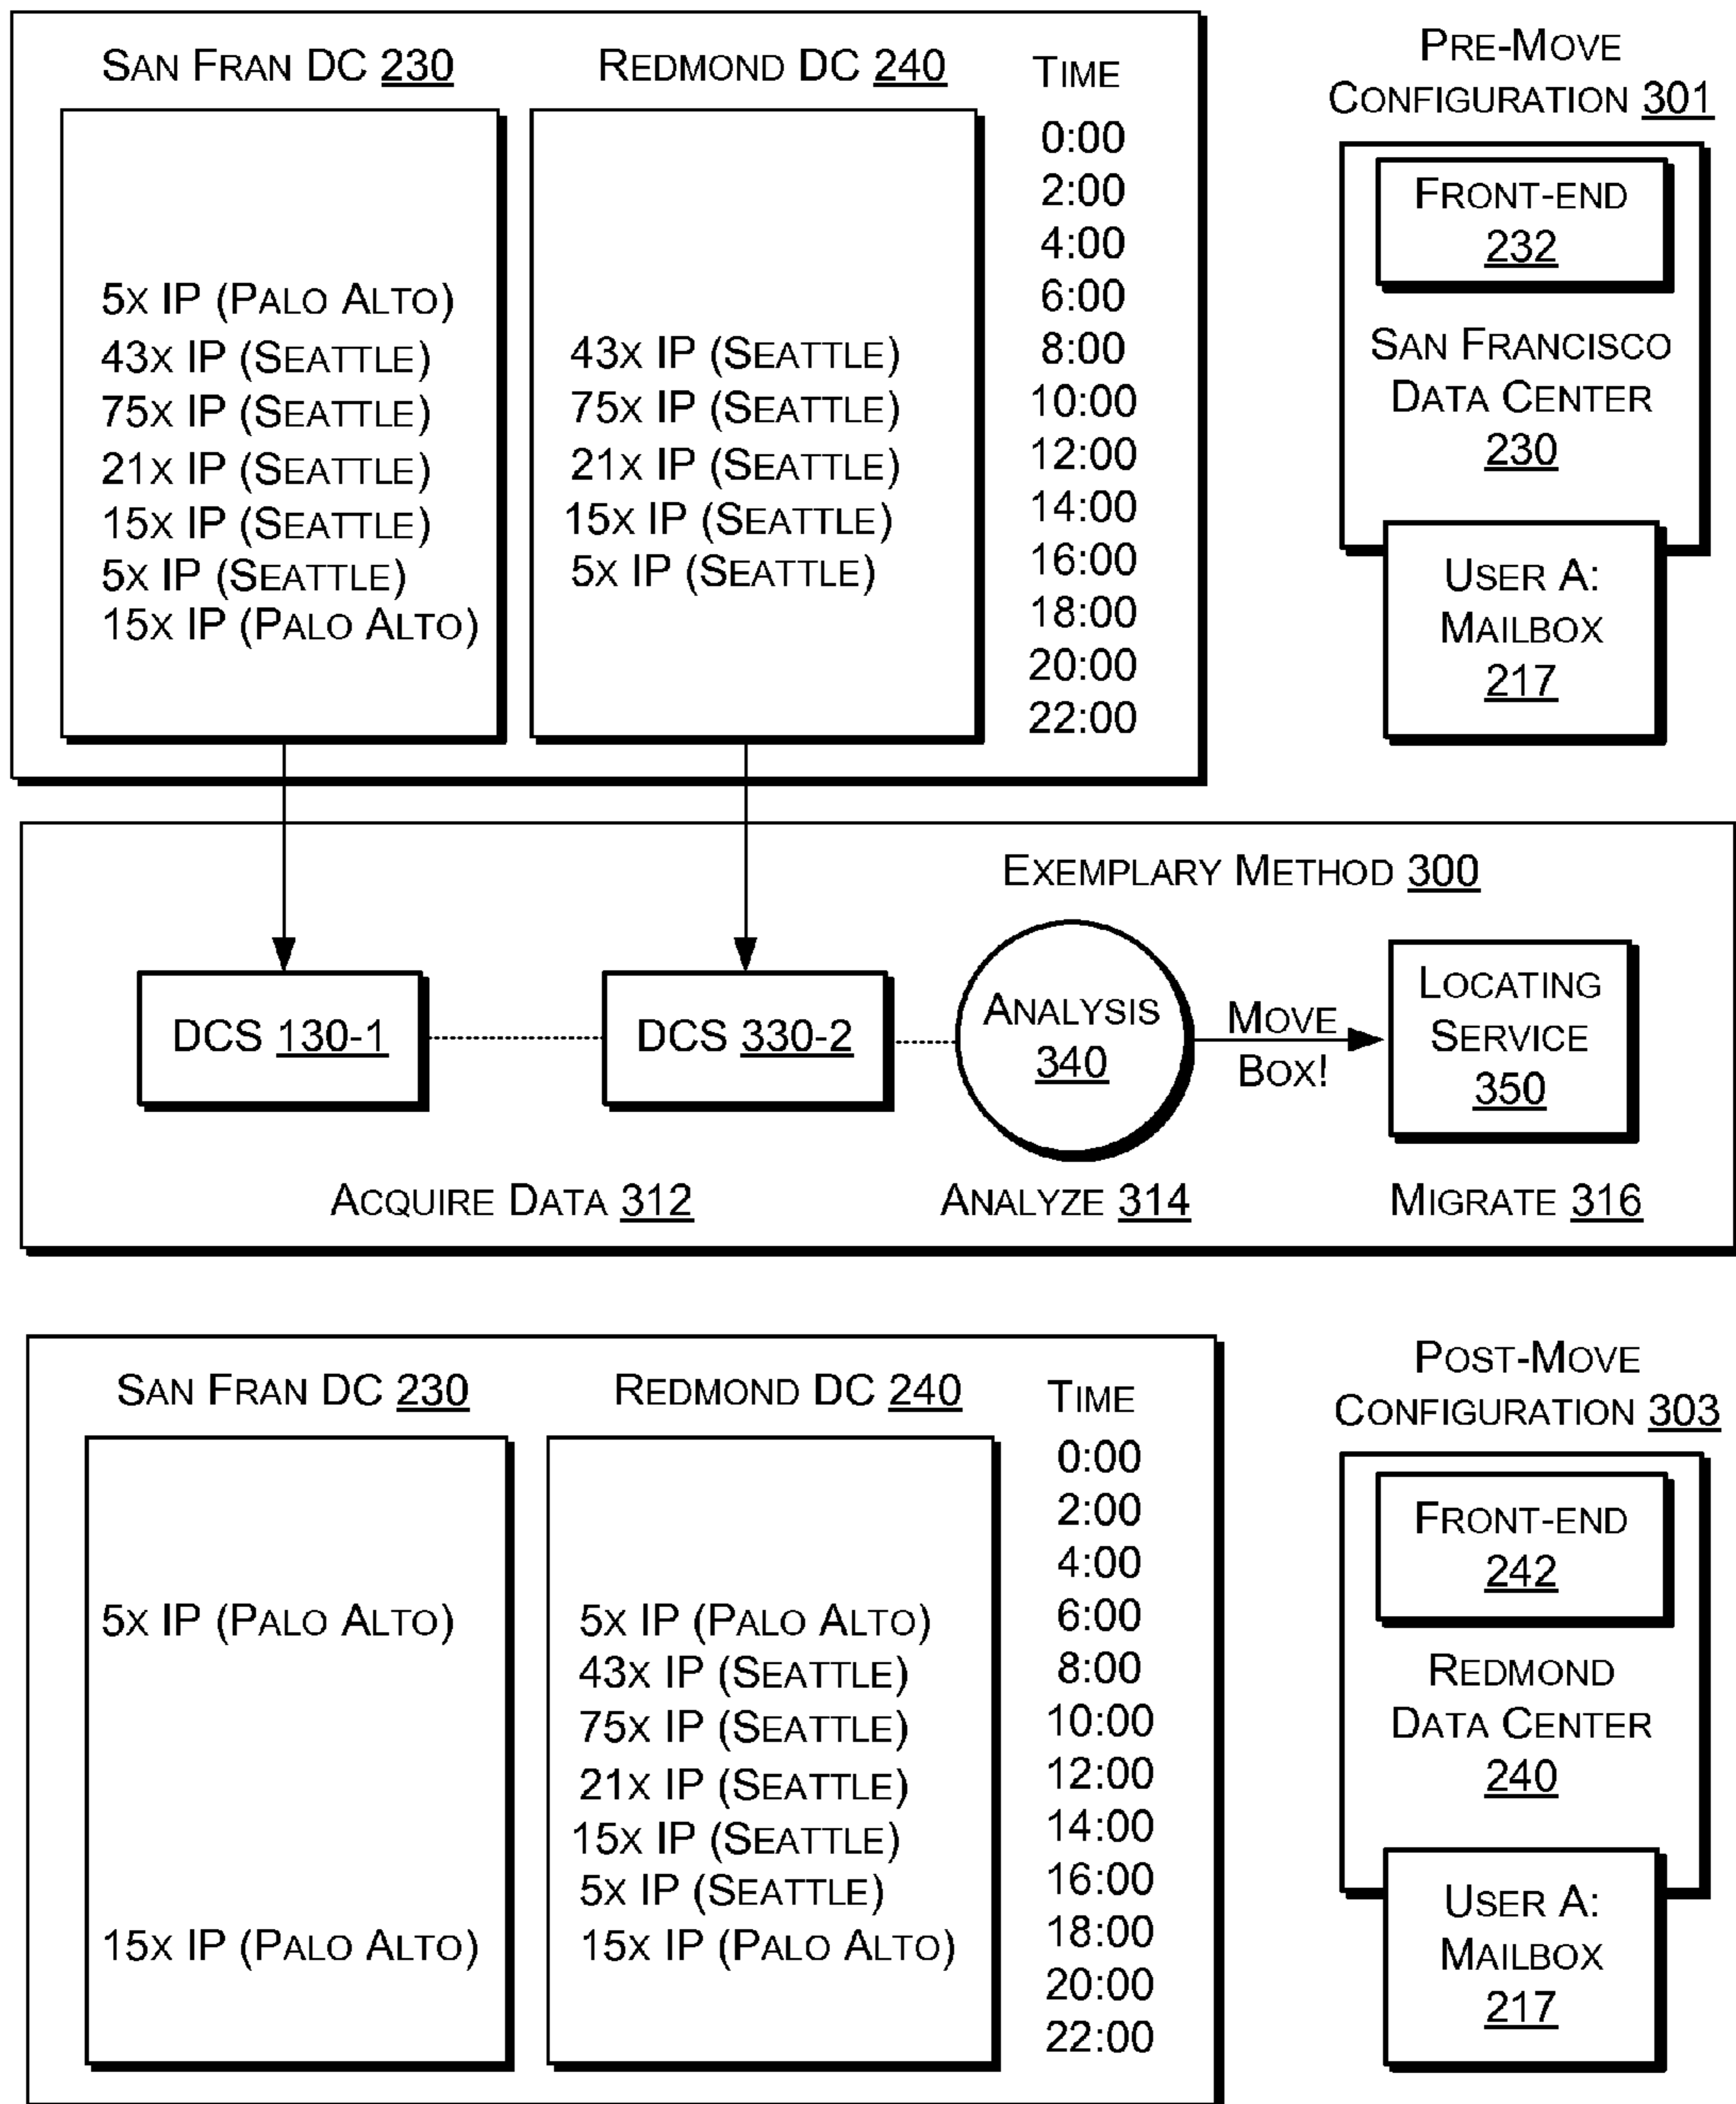 San Fran DC 230
5x IP (Palo Alto)
43x IP (Seattle)
75x IP (Seattle)
21x IP (Seattle)
15x IP (Seattle)
5x IP (Seattle)
15x IP (Palo Alto)
Redmond DC 240
43x IP (Seattle)
75x IP (Seattle)
21x IP (Seattle)
15x IP (Seattle)
5x IP (Seattle)
Time
0:00
2:00
4:00
6:00
8:00
10:00
12:00
14:00
16:00
18:00
20:00
22:00
Pre-Move
Configuration 301
Front-end
232
San Francisco
Data Center
230
User A:
Mailbox
217
Exemplary Method 300
DCS 130-1
DCS 330-2
Analysis
340
Move
Box!
Locating
Service
350
Acquire Data 312
Analyze 314
Migrate 316
San Fran DC 230
5x IP (Palo Alto)
15x IP (Palo Alto)
Redmond DC 240
5x IP (Palo Alto)
43x IP (Seattle)
75x IP (Seattle)
21x IP (Seattle)
15x IP (Seattle)
5x IP (Seattle)
15x IP (Palo Alto)
Time
0:00
2:00
4:00
6:00
8:00
10:00
12:00
14:00
16:00
18:00
20:00
22:00
Post-Move
Configuration 303
Front-end
242
Redmond
Data Center
240
User A:
Mailbox
217